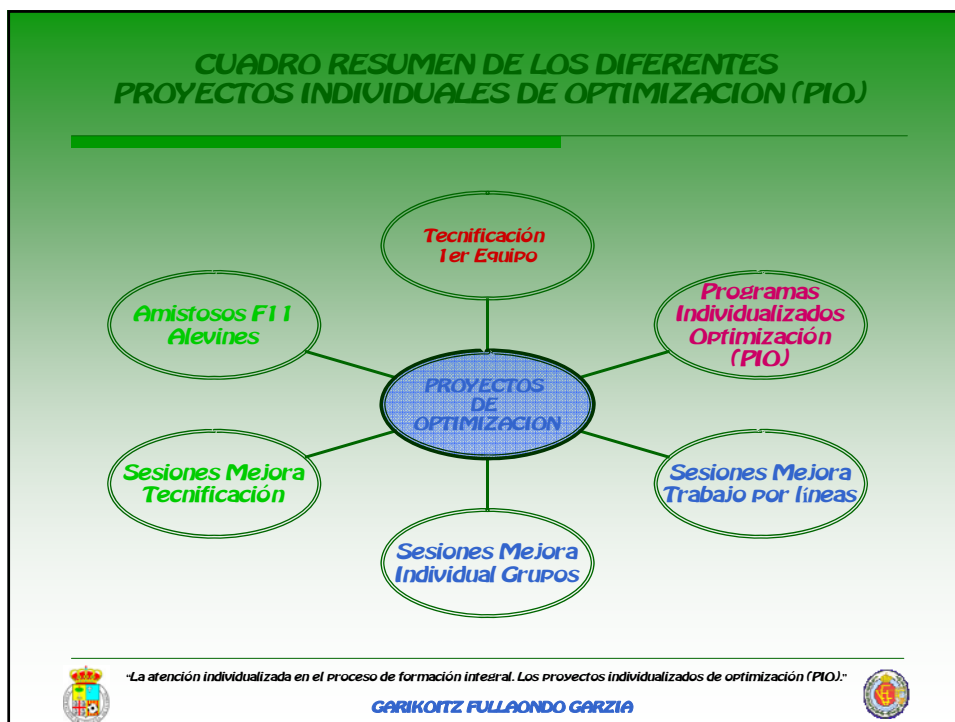 CUADRO RESUMEN DE LOS DIFERENTES
PROYECTOS INDIVIDUALES DE OPTIMIZACION (PIO)
Tecnificación
1er Equipo
Amistosos F11
Alevines
Programas
Individualizados
Optimización
(PIO)
PROYECTOS
DE
OPTIMIZACION
Sesiones Mejora
Tecnificación
Sesiones Mejora
Trabajo por líneas
Sesiones Mejora
Individual Grupos
"La atención individualizada en el proceso de formación integral. Los proyectos individualizados de optimización (PIO)."
GARIKOITZ FULLAONDO GARZIA